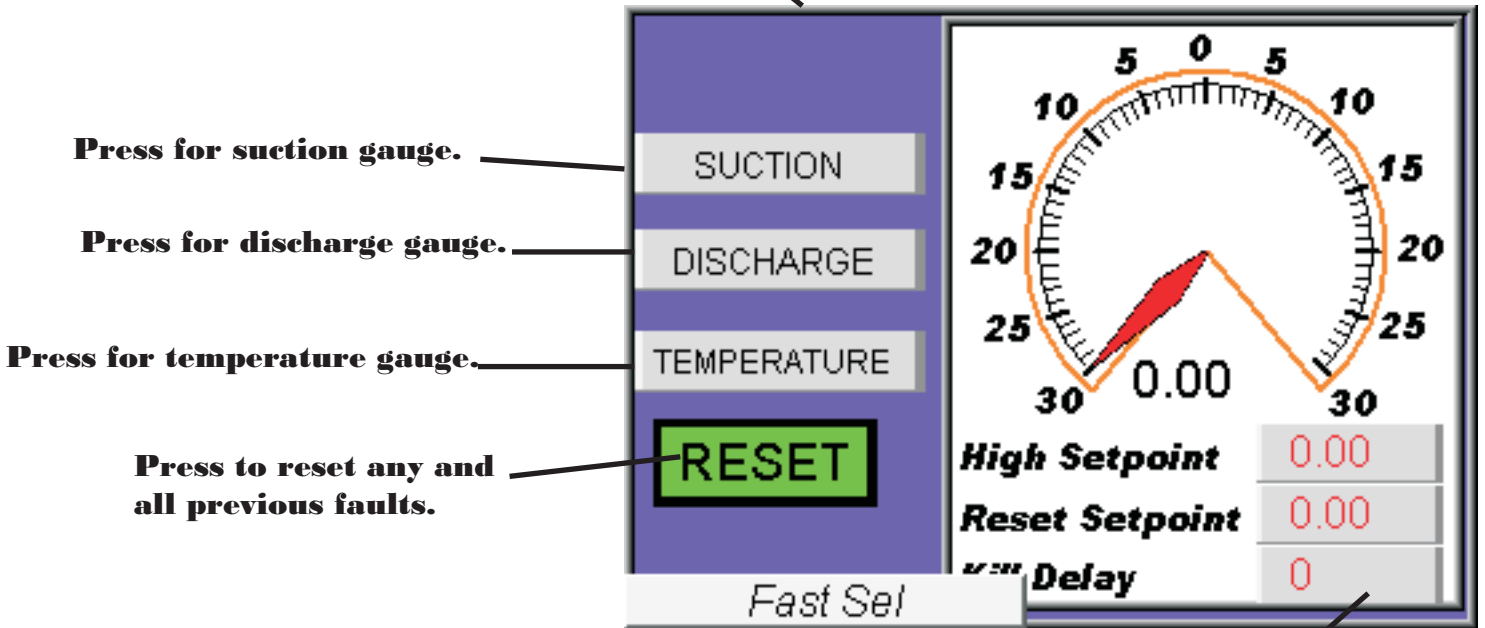 Press for suction gauge.
Press for discharge gauge.
Press for temperature gauge.
Press to reset any and
all previous faults.
SUCTION
DISCHARGE
TEMPERATURE
RESET
Fast Sel
0
5
5
10
10
15
15
20
20
25
25
30
30
0.00
High Setpoint 0.00
Reset Setpoint 0.00
Delay 0